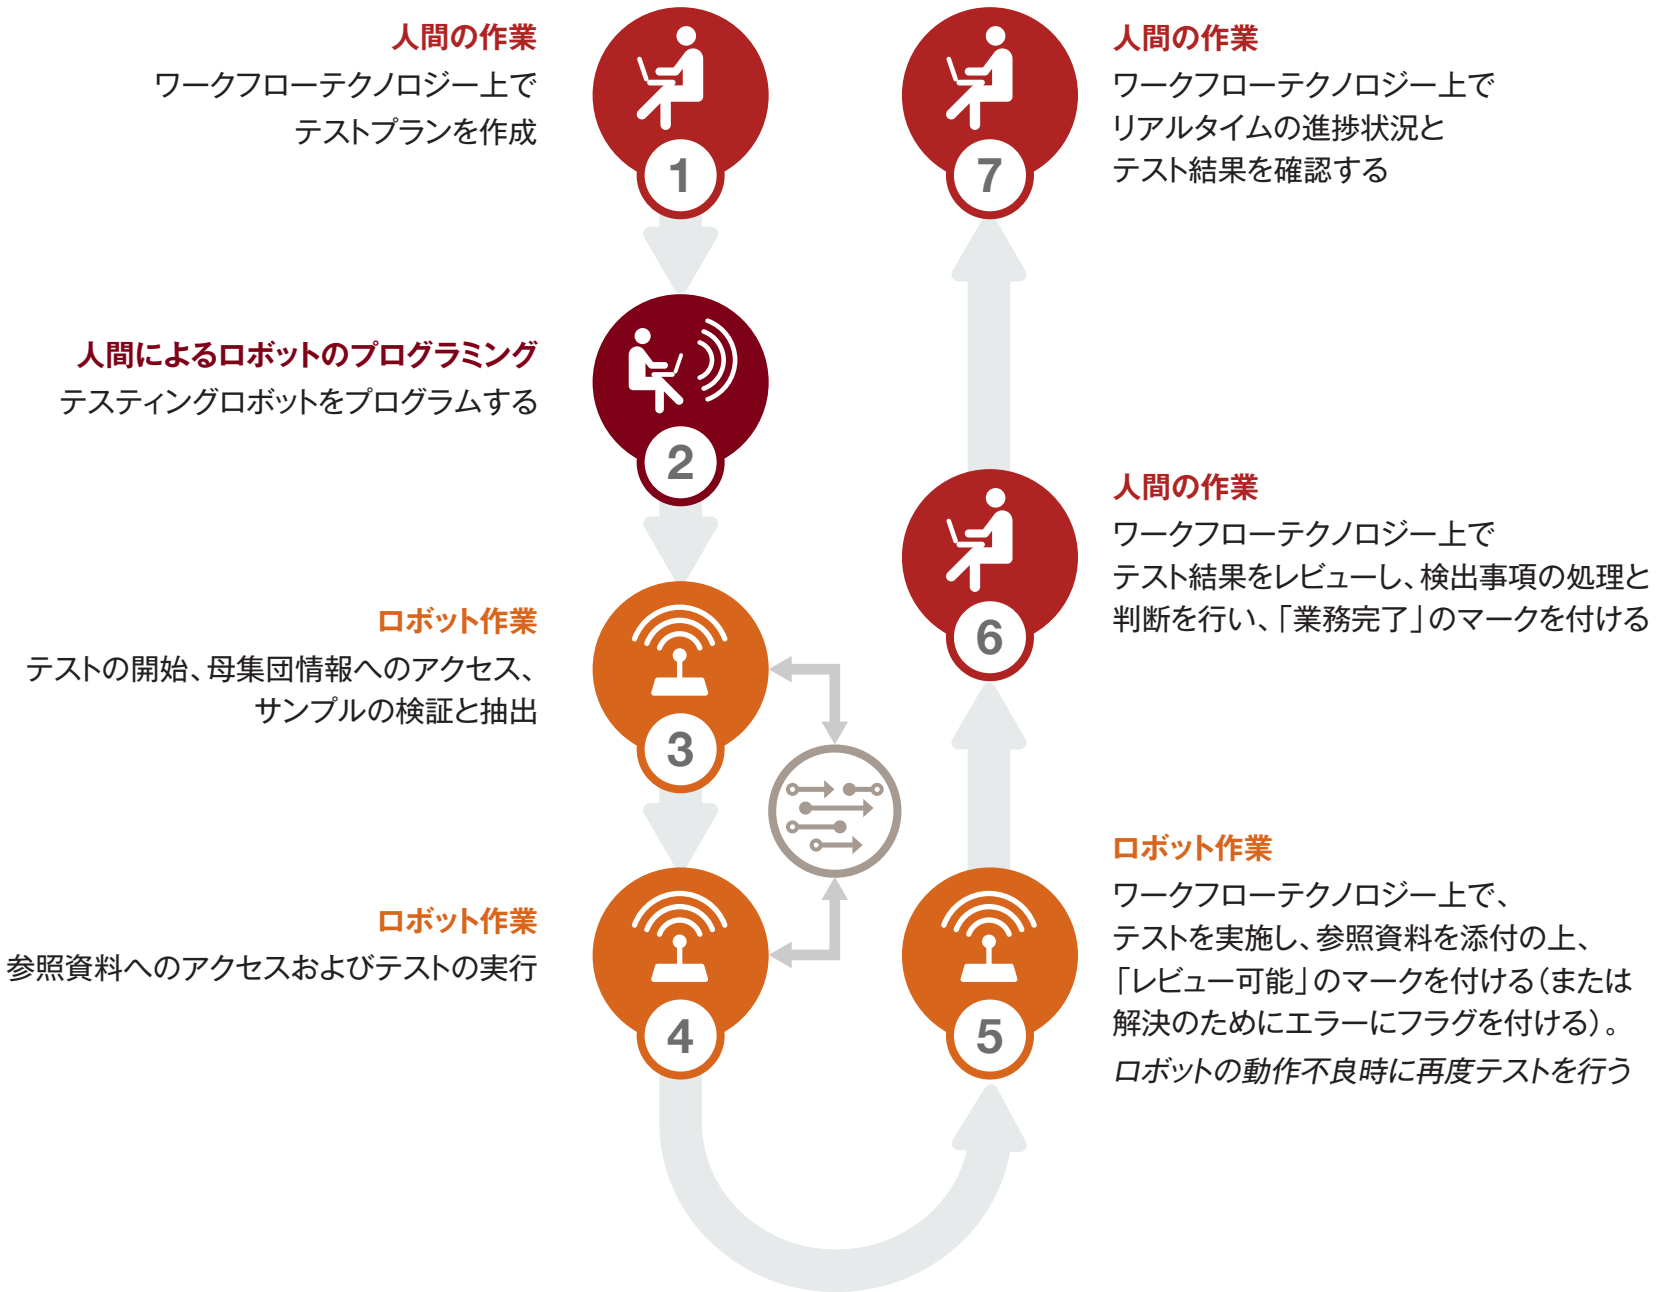 人間の作業
ワークフローテクノロジー上で
テストプランを作成
1
人間によるロボットのプログラミング
テスティングロボットをプログラムする
2
ロボット作業
テストの開始、母集団情報へのアクセス、
サンプルの検証と抽出
3
ロボット作業
参照資料へのアクセスおよびテストの実行
4
ロボット作業
ワークフローテクノロジー上で、
テストを実施し、参照資料を添付の上、
「レビュー可能」のマークを付ける（または
解決のためにエラーにフラグを付ける）。
ロボットの動作不良時に再度テストを行う
5
人間の作業
ワークフローテクノロジー上で
テスト結果をレビューし、検出事項の処理と
判断を行い、「業務完了」のマークを付ける
6
人間の作業
ワークフローテクノロジー上で
リアルタイムの進捗状況と
テスト結果を確認する
7